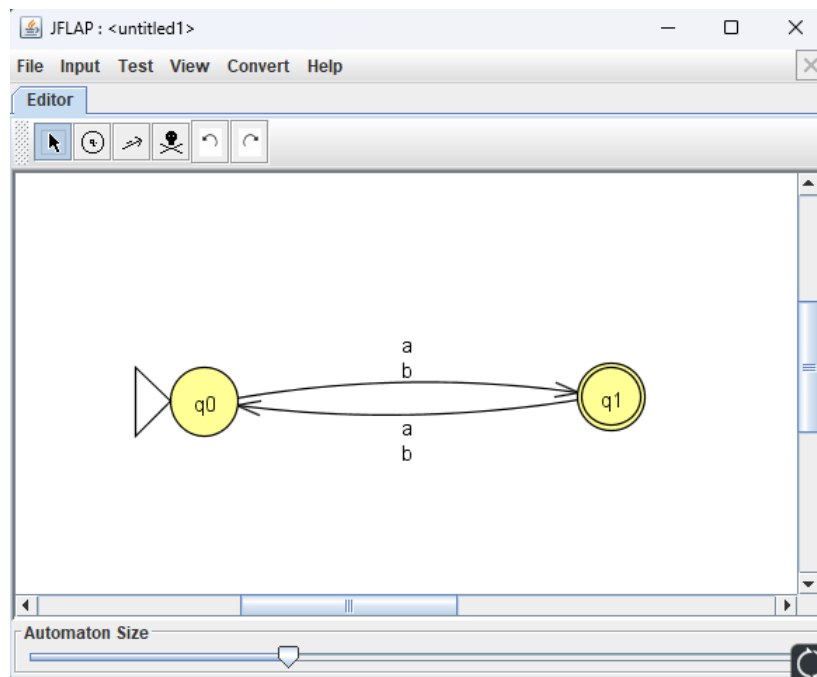 JFLAP : <untitled1>
File Input Test View Convert Help
Editor
q
a
b
q0
q1
a
b
Automaton Size